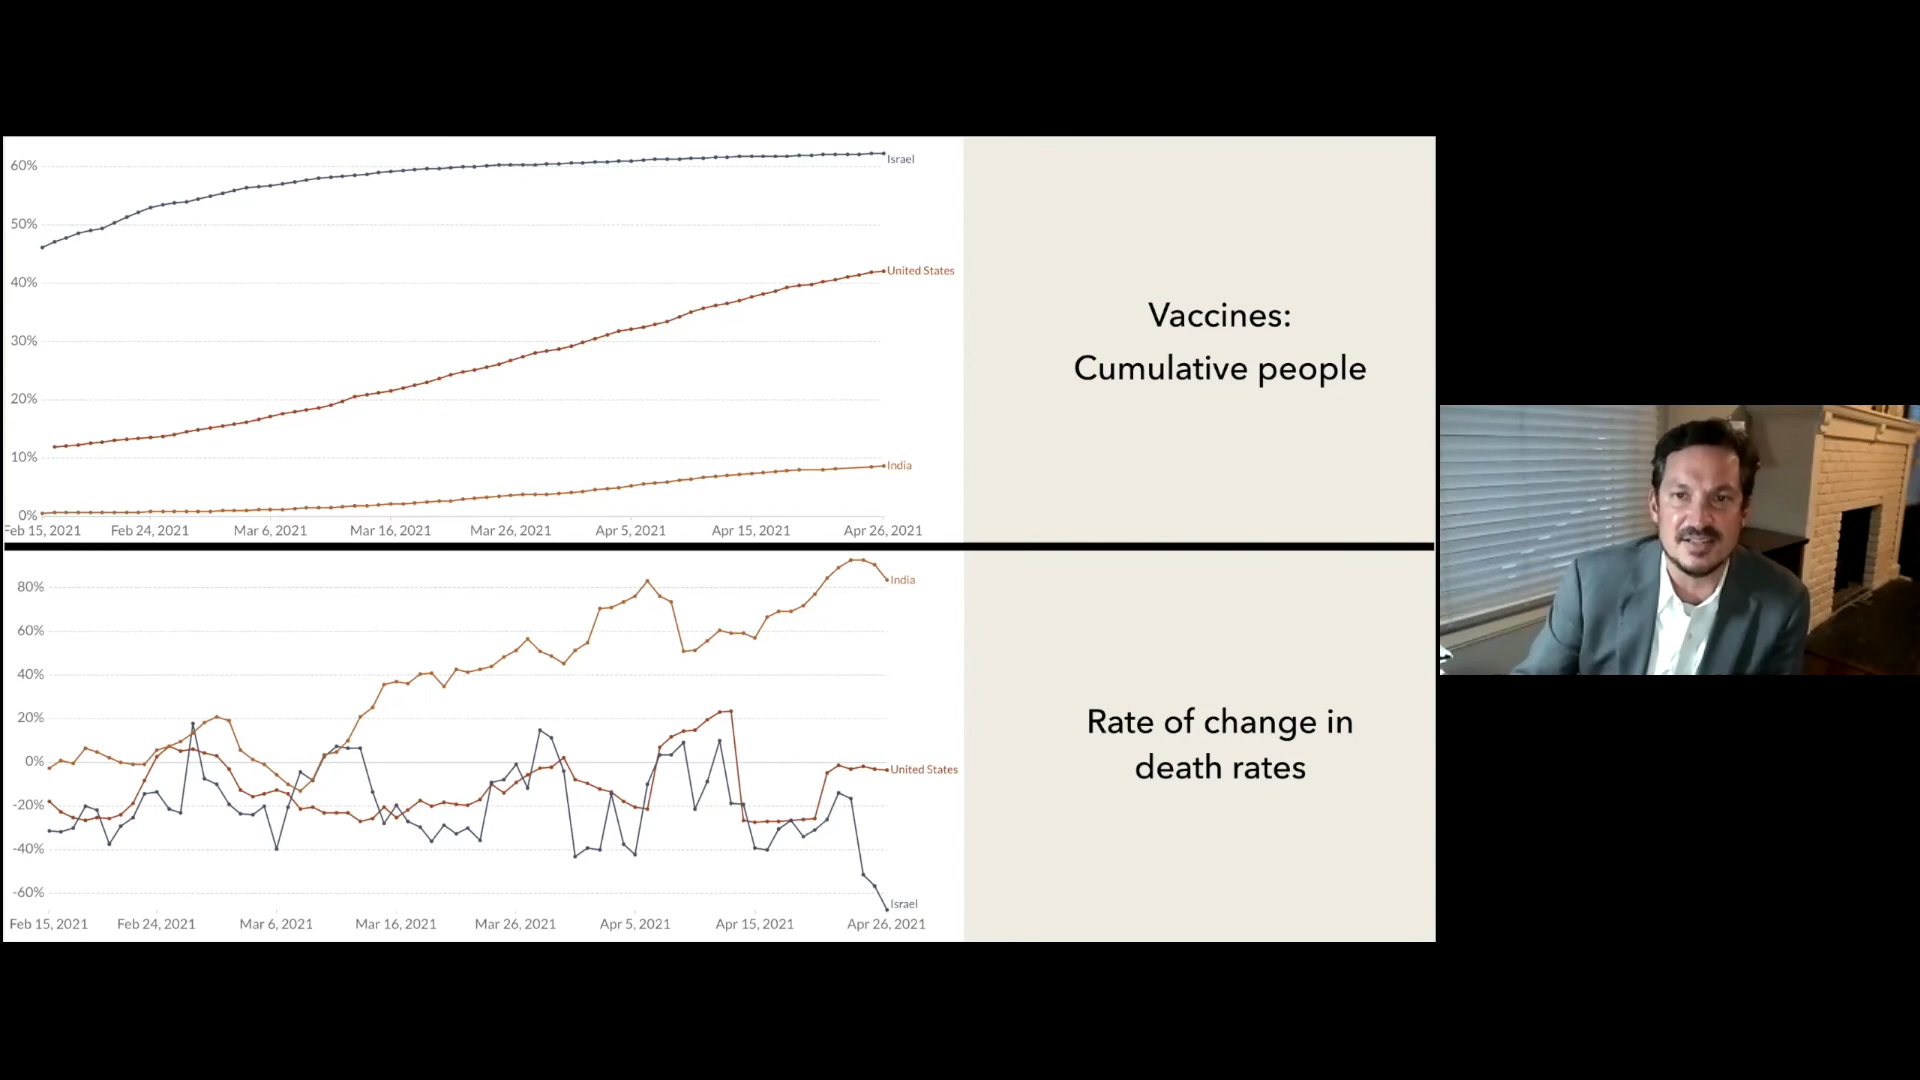 60%
Israel
50%
United States
40%
30%
20%
10%
India
0%
Feb 15, 2021 Feb 24, 2021 Mar 6, 2021 Mar 16, 2021 Mar 26, 2021 Apr 5, 2021 Apr 15, 2021 Apr 26, 2021
Vaccines:
Cumulative people
80%
India
60%
40%
20%
0%
United States
-20%
-40%
-60%
Israel
Feb 15, 2021 Feb 24, 2021 Mar 6, 2021 Mar 16, 2021 Mar 26, 2021 Apr 5, 2021 Apr 15, 2021 Apr 26, 2021
Rate of change in
death rates